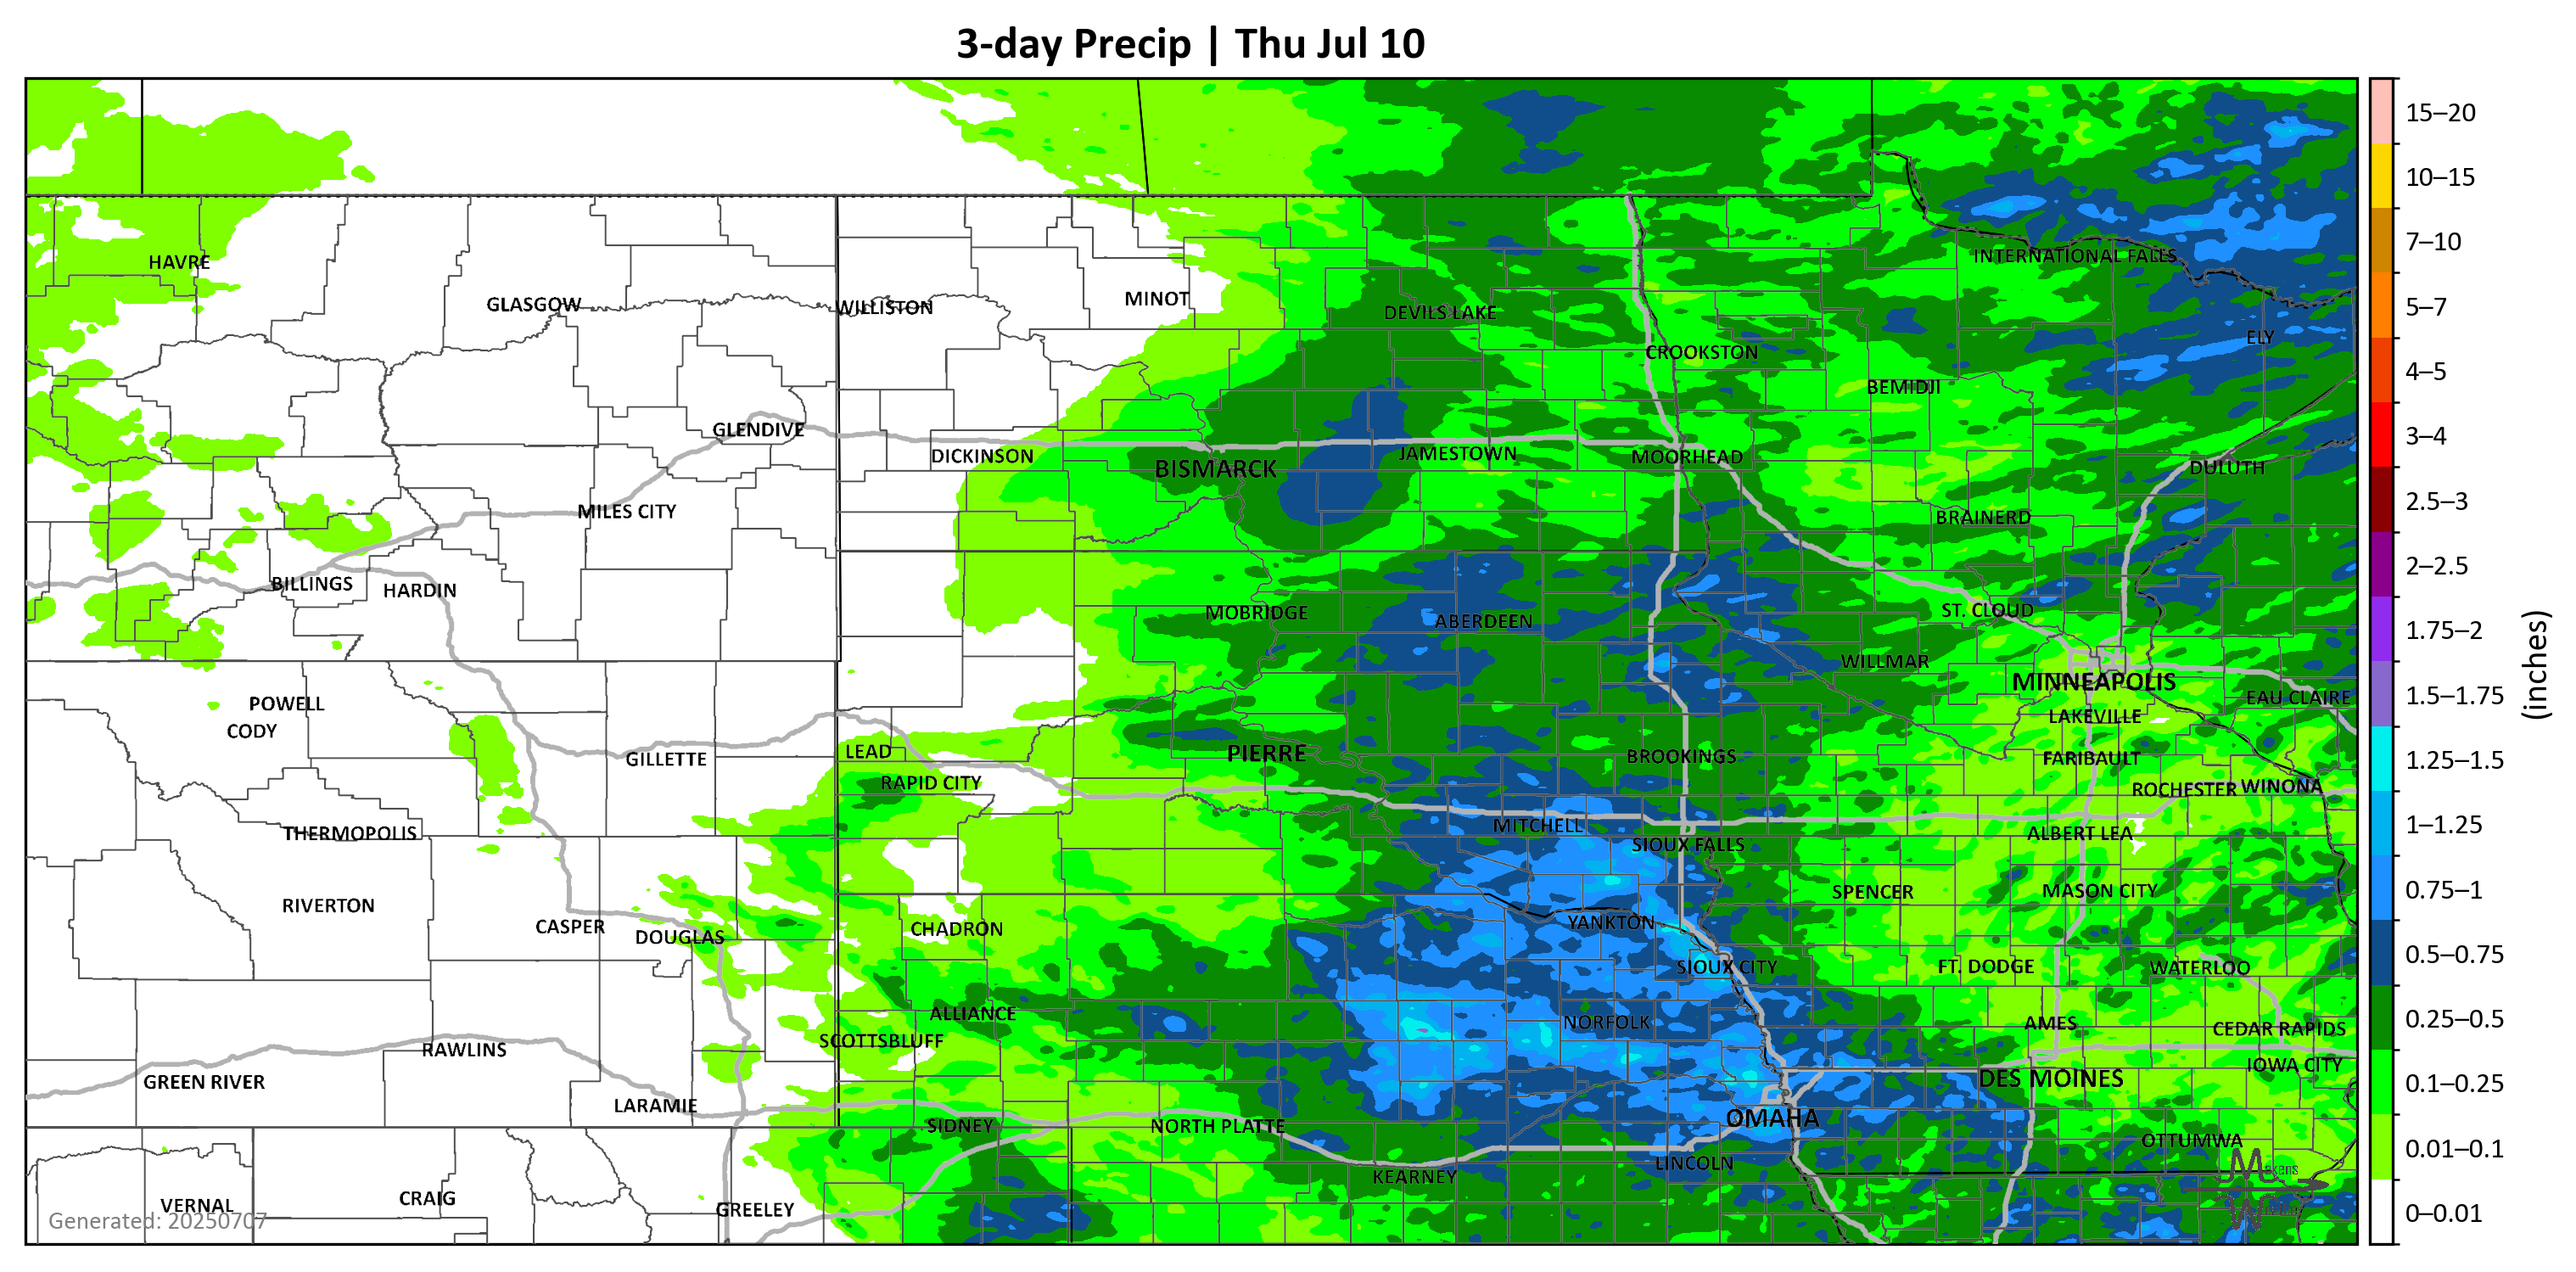 3-day Precip | Thu Jul 10
15–20
10–15
7–10
5–7
4–5
3–4
2.5–3
2–2.5
1.75–2
1.5–1.75
1.25–1.5
1–1.25
0.75–1
0.5–0.75
0.25–0.5
0.1–0.25
0.01–0.1
0–0.01
(inches)
INTERNATIONAL FALLS
HAVRE
GLASGOW
WILLISTON
MINOT
DEVILS LAKE
ELY
CROOKSTON
BEMIDJI
GLENDIVE
DICKINSON
BISMARCK
JAMESTOWN
MOORHEAD
DULUTH
MILES CITY
BRAINERD
BILLINGS
HARDIN
MOBRIDGE
ABERDEEN
ST. CLOUD
WILLMAR
MINNEAPOLIS
POWELL
EAU CLAIRE
CODY
LAKEVILLE
GILLETTE
LEAD
PIERRE
BROOKINGS
FARIBAULT
RAPID CITY
ROCHESTER
WINONA
THERMOPOLIS
MITCHELL
SIOUX FALLS
ALBERT LEA
RIVERTON
SPENCER
MASON CITY
CASPER
DOUGLAS
CHADRON
YANKTON
SIOUX CITY
FT. DODGE
WATERLOO
ALLIANCE
SCOTTSBLUFF
NORFOLK
AMES
CEDAR RAPIDS
RAWLINS
IOWA CITY
GREEN RIVER
DES MOINES
LARAMIE
SIDNEY
NORTH PLATTE
OMAHA
OTTUMWA
KEARNEY
LINCOLN
VERNAL
CRAIG
GREELEY
Generated: 20250707